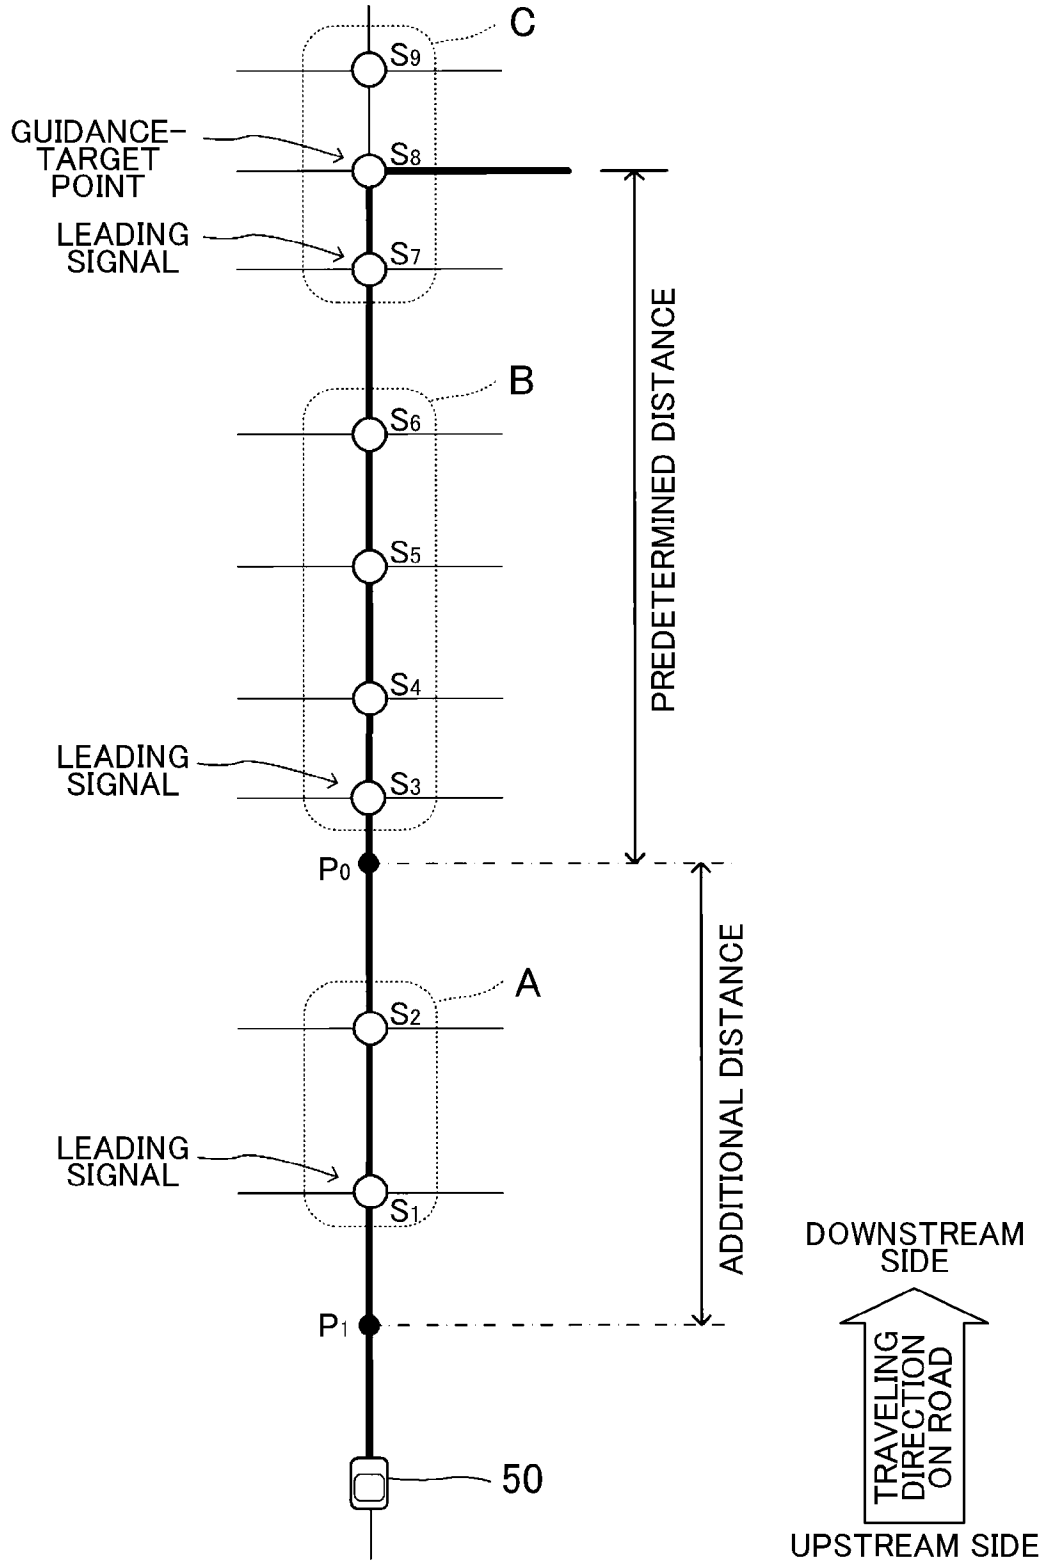 C
S9
GUIDANCE-
TARGET
POINT
S8
LEADING
SIGNAL
S7
B
S6
S5
S4
LEADING
SIGNAL
S3
P0
PREDETERMINED DISTANCE
A
S2
LEADING
SIGNAL
S1
P1
ADDITIONAL DISTANCE
50
DOWNSTREAM
SIDE
TRAVELING
DIRECTION
ON ROAD
UPSTREAM SIDE